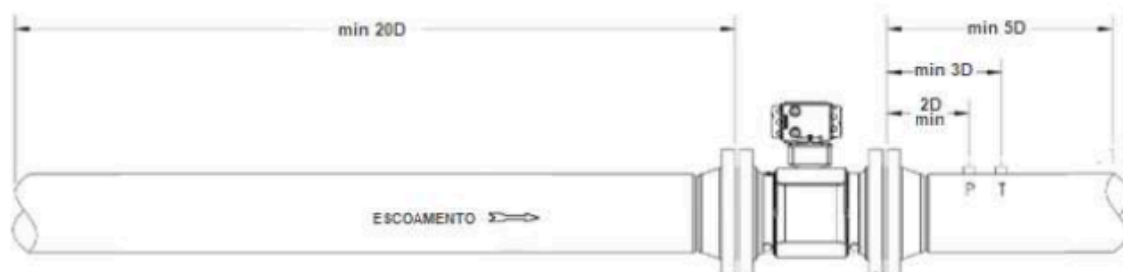 min 20D
min 5D
min 3D
2D
min
P T
ESCOAMENTO